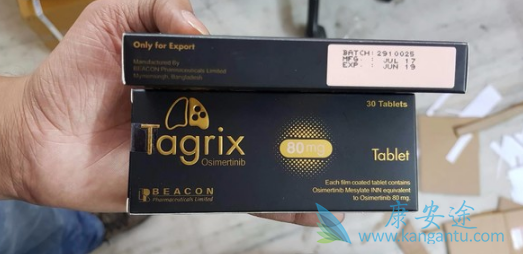 Only for Export
Manufactured By
BEACON Pharmaceuticals Limited
Mymensingh, Bangladesh
BATCH: 2910025
MFG. : JUL 17
EXP. : JUN 19
30 Tablets
Tagrix
Osimertinib
80 mg
Tablet
BEACON
Pharmaceuticals Limited
Each film coated tablet contains
Osimertinib Mesylate INN equivalent
to Osimertinib 80 mg.
康安途
www.kangantu.com